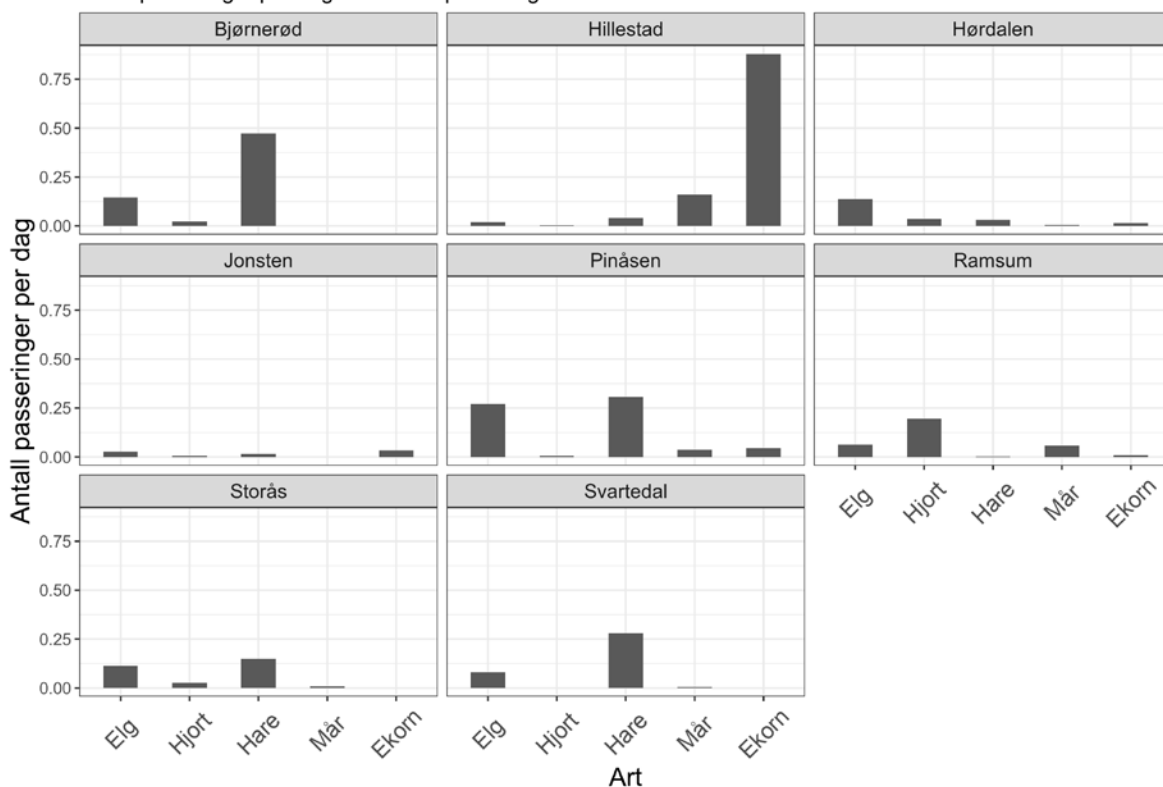 Bjørnerød Hillestad Hørdalen
0.75
0.50
0.25
0.00
Jonsten Pinåsen Ramsum
0.75
0.50
0.25
0.00
Storås Svartedal
0.75
0.50
0.25
0.00
Elg Hjort Hare Mår Ekorn
Elg Hjort Hare Mår Ekorn
Elg Hjort Hare Mår Ekorn
Art
Antall passeringer per dag